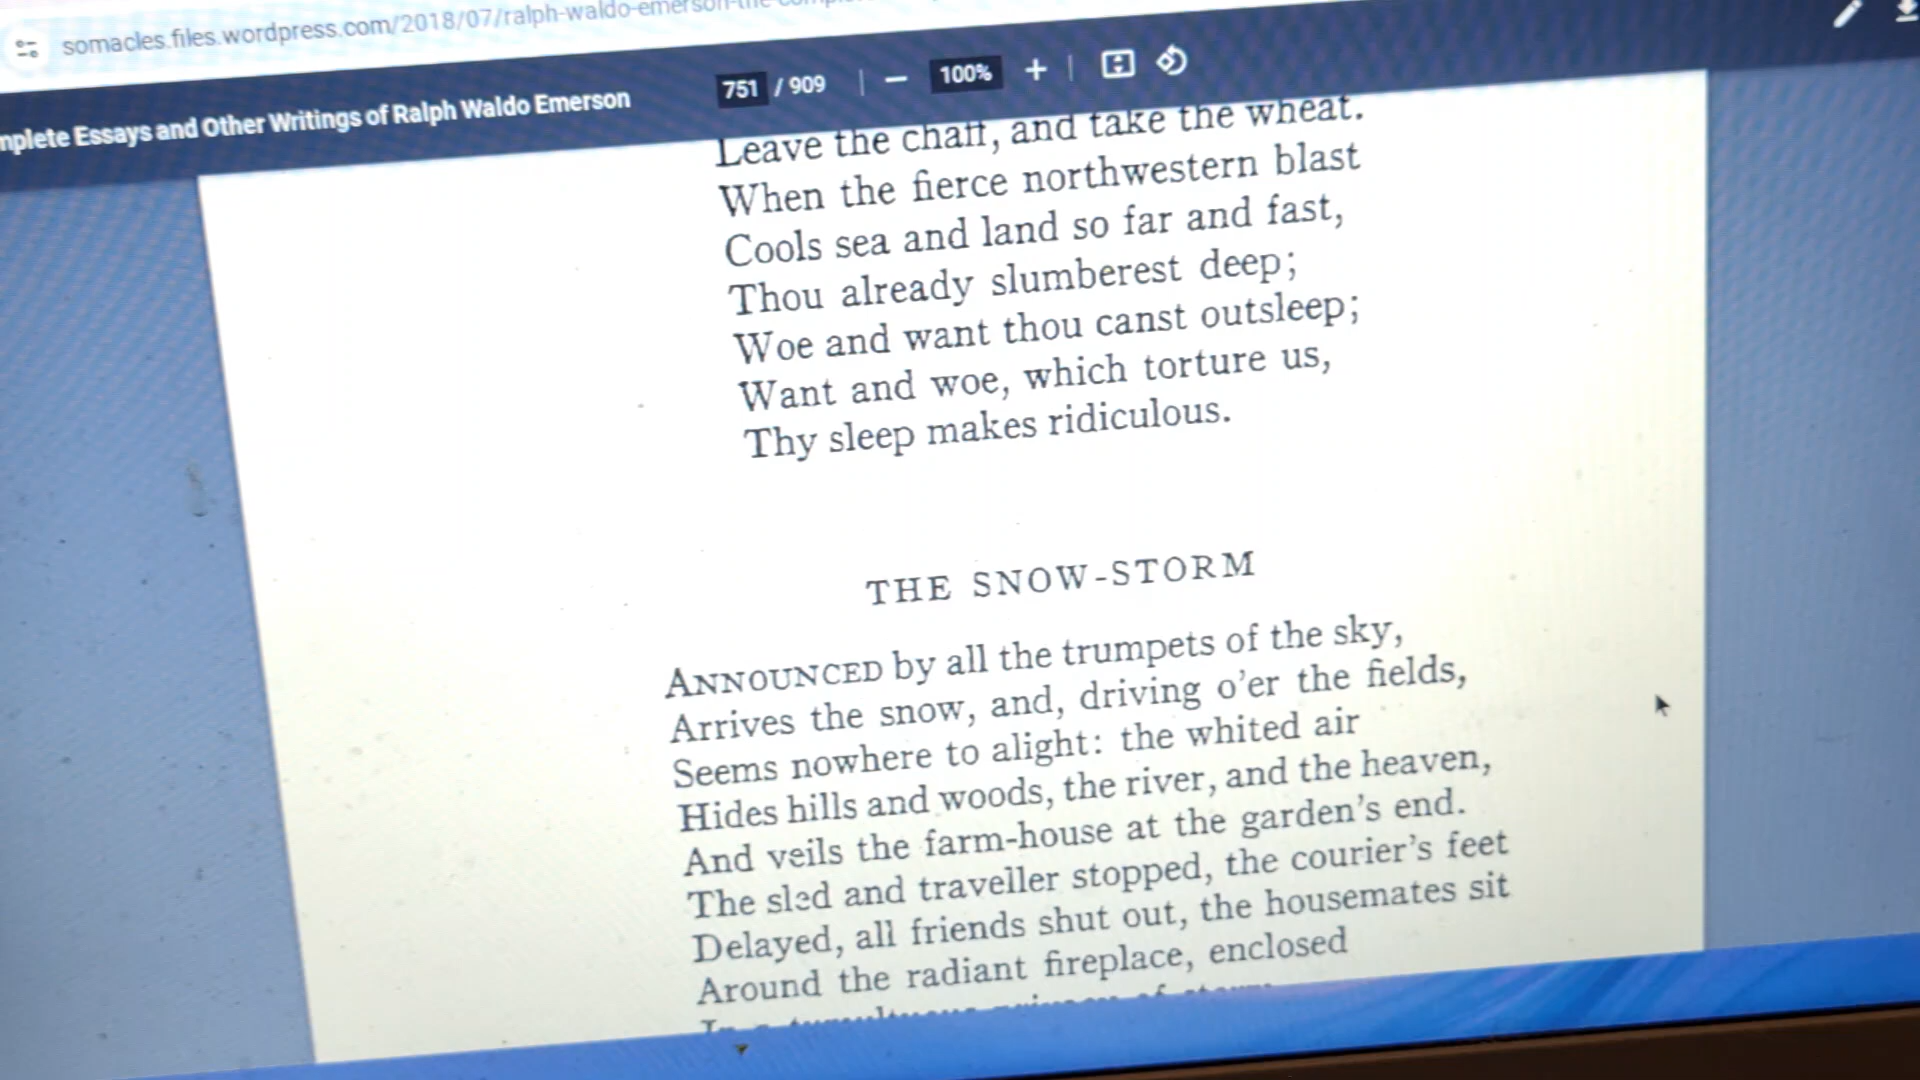 somacles.files.wordpress.com/2018/07/ralph-waldo-emerson-the-comple
mplete Essays and Other Writings of Ralph Waldo Emerson
751 / 909
100%
Leave the chaff, and take the wheat.
When the fierce northwestern blast
Cools sea and land so far and fast,
Thou already slumberest deep;
Woe and want thou canst outsleep;
Want and woe, which torture us,
Thy sleep makes ridiculous.
THE SNOW-STORM
ANNOUNCED by all the trumpets of the sky,
Arrives the snow, and, driving o'er the fields,
Seems nowhere to alight: the whited air
Hides hills and woods, the river, and the heaven,
And veils the farm-house at the garden's end.
The sled and traveller stopped, the courier's feet
Delayed, all friends shut out, the housemates sit
Around the radiant fireplace, enclosed